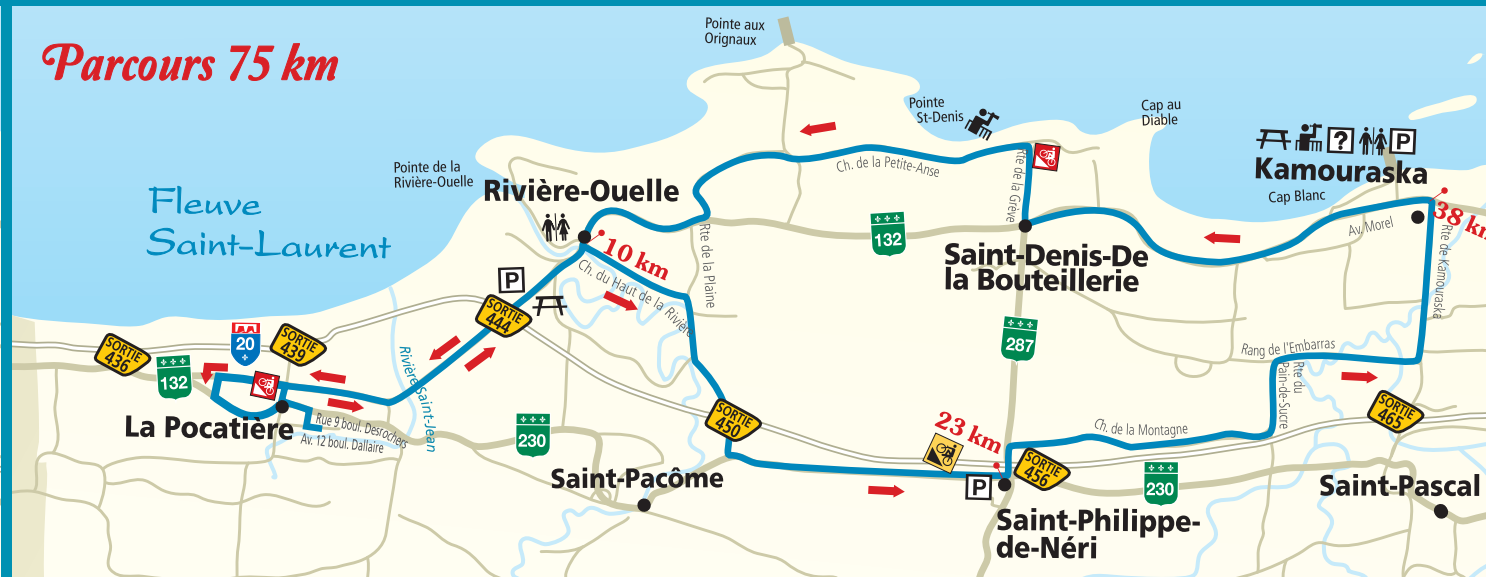 Parcours 75 km
Pointe aux
Orignaux
Pointe
St-Denis
Cap au
Diable
Pointe de la
Rivière-Ouelle
Rivière-Ouelle
Fleuve
Saint-Laurent
?
P
Kamouraska
Cap Blanc
Av. Morel
38 km
Rte de Kamouraska
Ch. de la Petite-Anse
Rte de la Grève
132
Saint-Denis-De
la Bouteillerie
10 km
Ch. du Haut de la Rivière
Rte de la Plaine
P
SORTIE
444
SORTIE
436
132
20
SORTIE
439
La Pocatière
Rue 9 boul. Desrochers
Av. 12 boul. Dallaire
Rivière Saint-Jean
230
SORTIE
450
Saint-Pacôme
287
23 km
P
SORTIE
456
Saint-Philippe-
de-Néri
Ch. de la Montagne
Rang de l'Embarras
Rte du
Pain-de-Sucre
SORTIE
465
230
Saint-Pascal